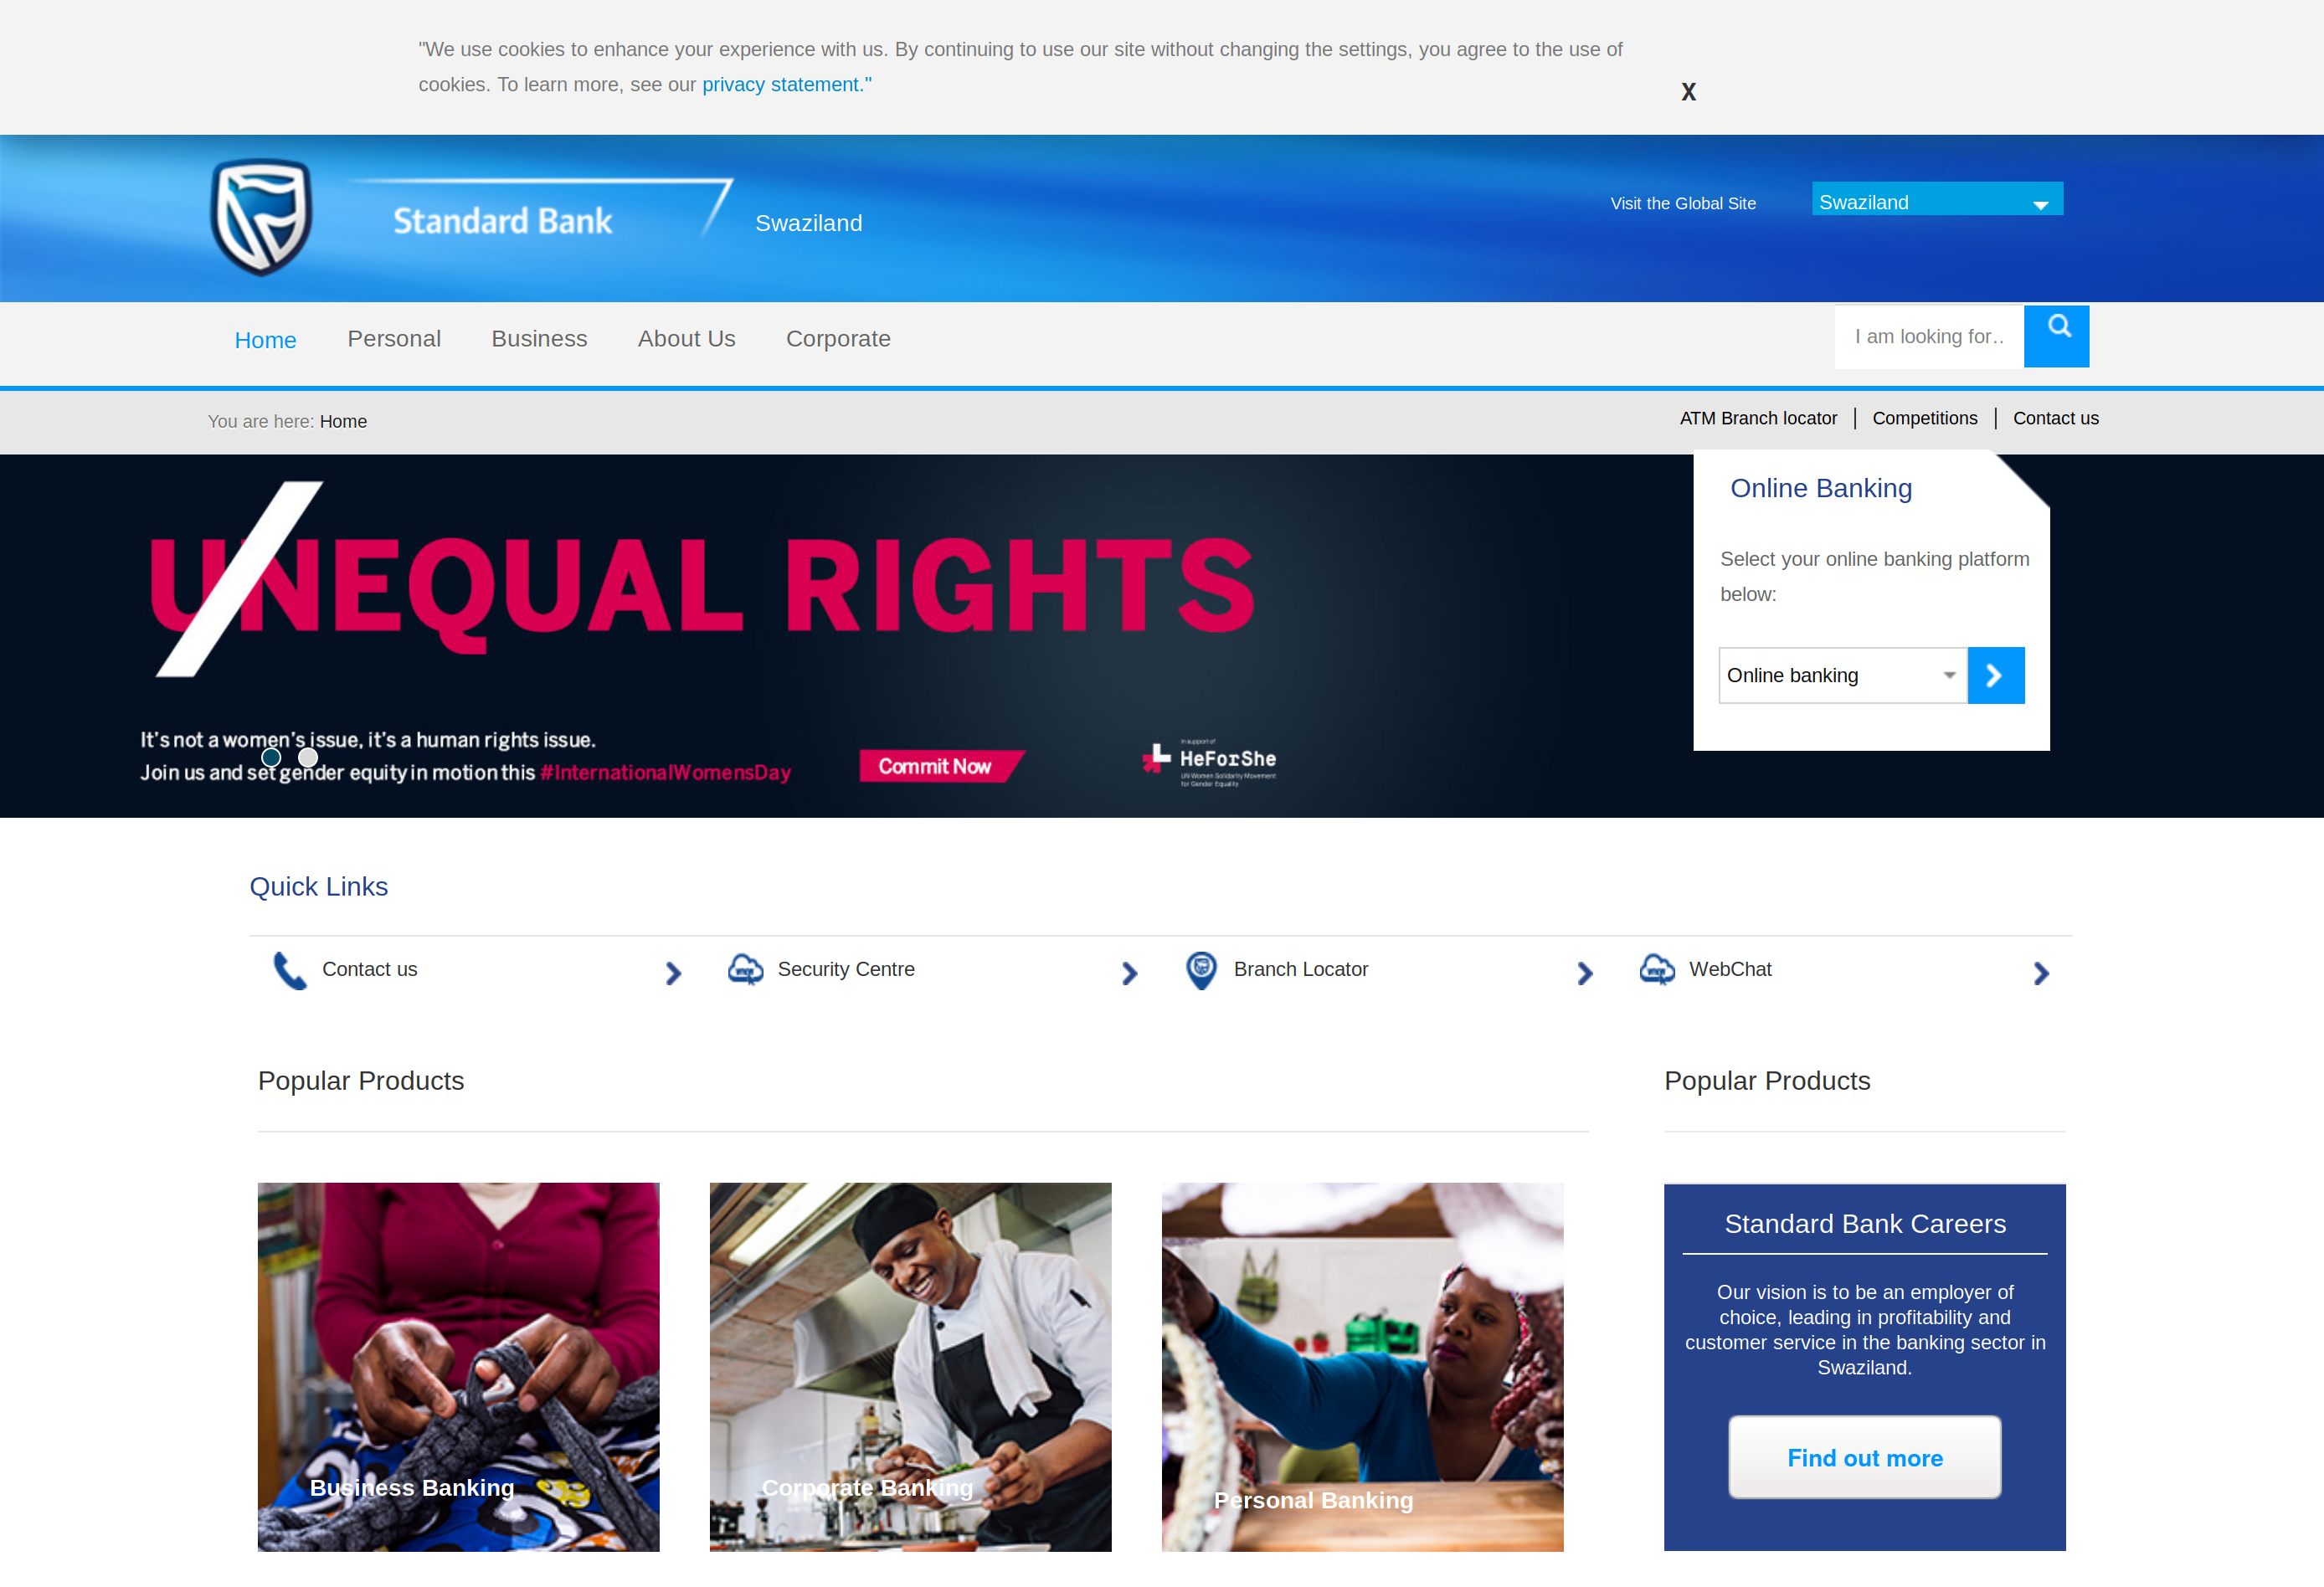 "We use cookies to enhance your experience with us. By continuing to use our site without changing the settings, you agree to the use of
cookies. To learn more, see our privacy statement."
X
Standard Bank
Swaziland
Visit the Global Site
Swaziland
Home
Personal
Business
About Us
Corporate
I am looking for..
You are here: Home
ATM Branch locator
Competitions
Contact us
UNEQUAL RIGHTS
It's not a women's issue, it's a human rights issue.
Join us and set gender equity in motion this #InternationalWomensDay
Commit Now
In support of
HeForShe
UN Women Solidarity Movement
for Gender Equality
Online Banking
Select your online banking platform
below:
Online banking
Quick Links
Contact us
Security Centre
Branch Locator
WebChat
Popular Products
Popular Products
Business Banking
Corporate Banking
Personal Banking
Standard Bank Careers
Our vision is to be an employer of
choice, leading in profitability and
customer service in the banking sector in
Swaziland.
Find out more